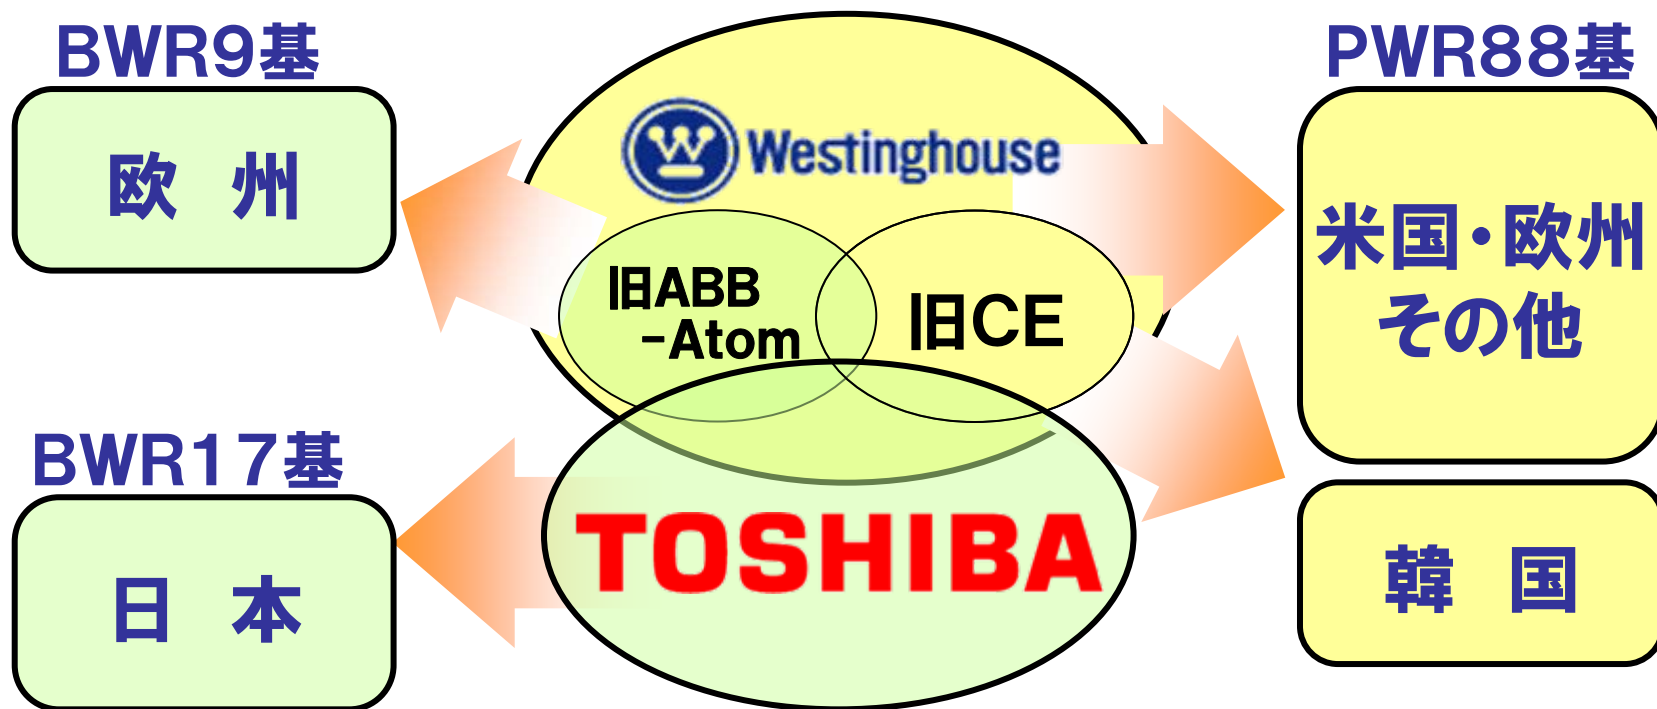 BWR9基
欧 州
BWR17基
日 本
Westinghouse
旧ABB
-Atom
旧CE
TOSHIBA
PWR88基
米国・欧州
その他
韓 国